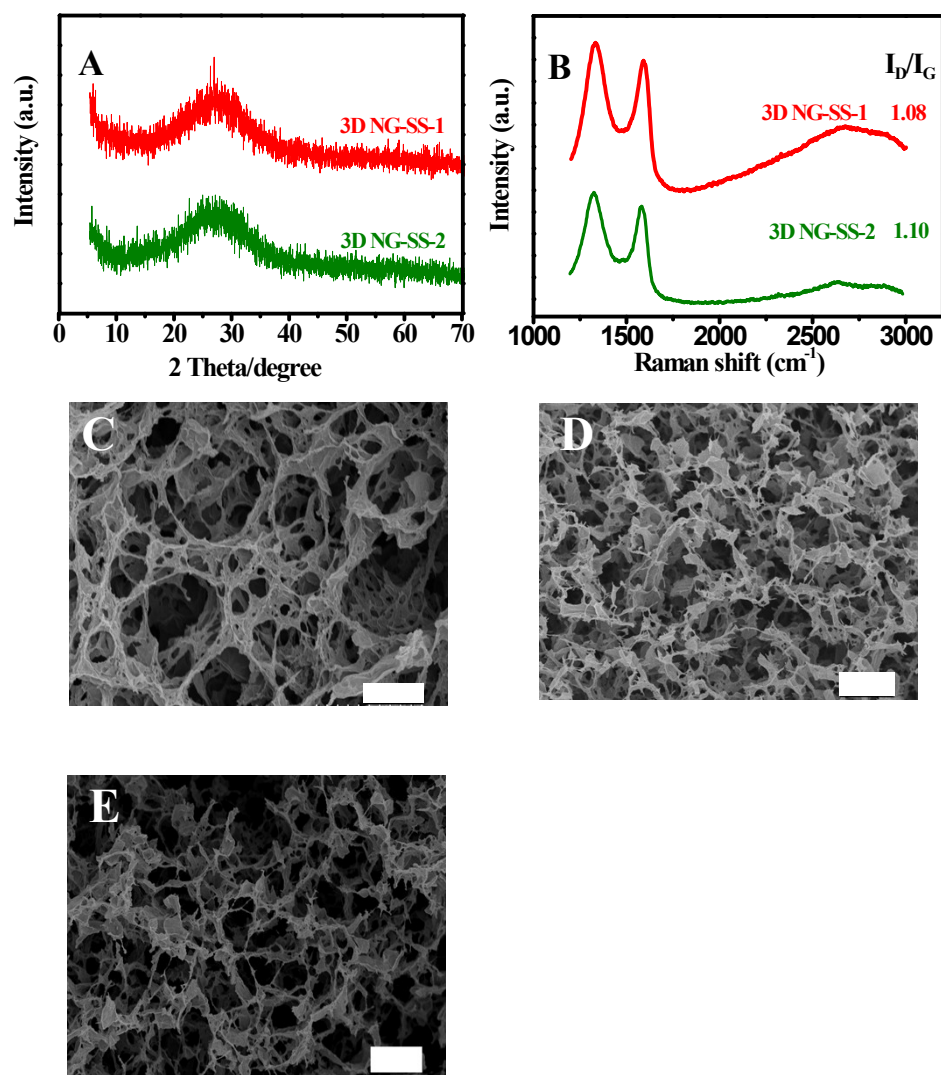 A
Intensity (a.u.)
3D NG-SS-1
3D NG-SS-2
0 10 20 30 40 50 60 70
2 Theta/degree
B
I_D/I_G
Intensity (a.u.)
3D NG-SS-1 1.08
3D NG-SS-2 1.10
1000 1500 2000 2500 3000
Raman shift (cm⁻¹)
C
D
E